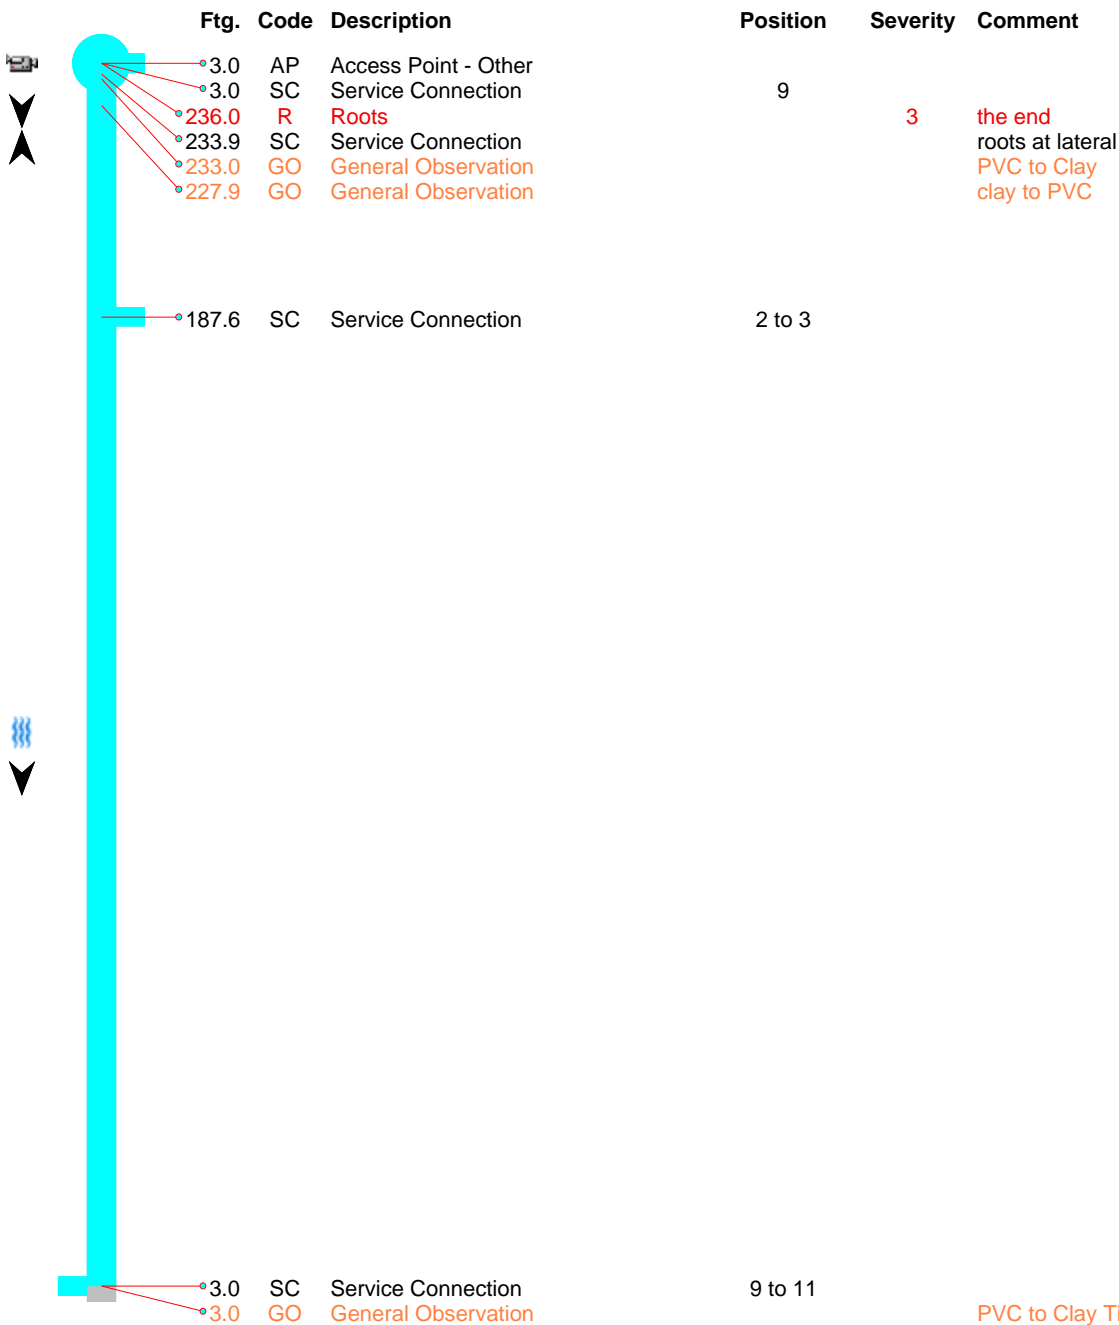 Ftg. Code Description Position Severity Comment
3.0 AP Access Point - Other
3.0 SC Service Connection 9
236.0 R Roots 3 the end
233.9 SC Service Connection roots at lateral
233.0 GO General Observation PVC to Clay
227.9 GO General Observation clay to PVC
187.6 SC Service Connection 2 to 3
3.0 SC Service Connection 9 to 11
3.0 GO General Observation PVC to Clay Ti